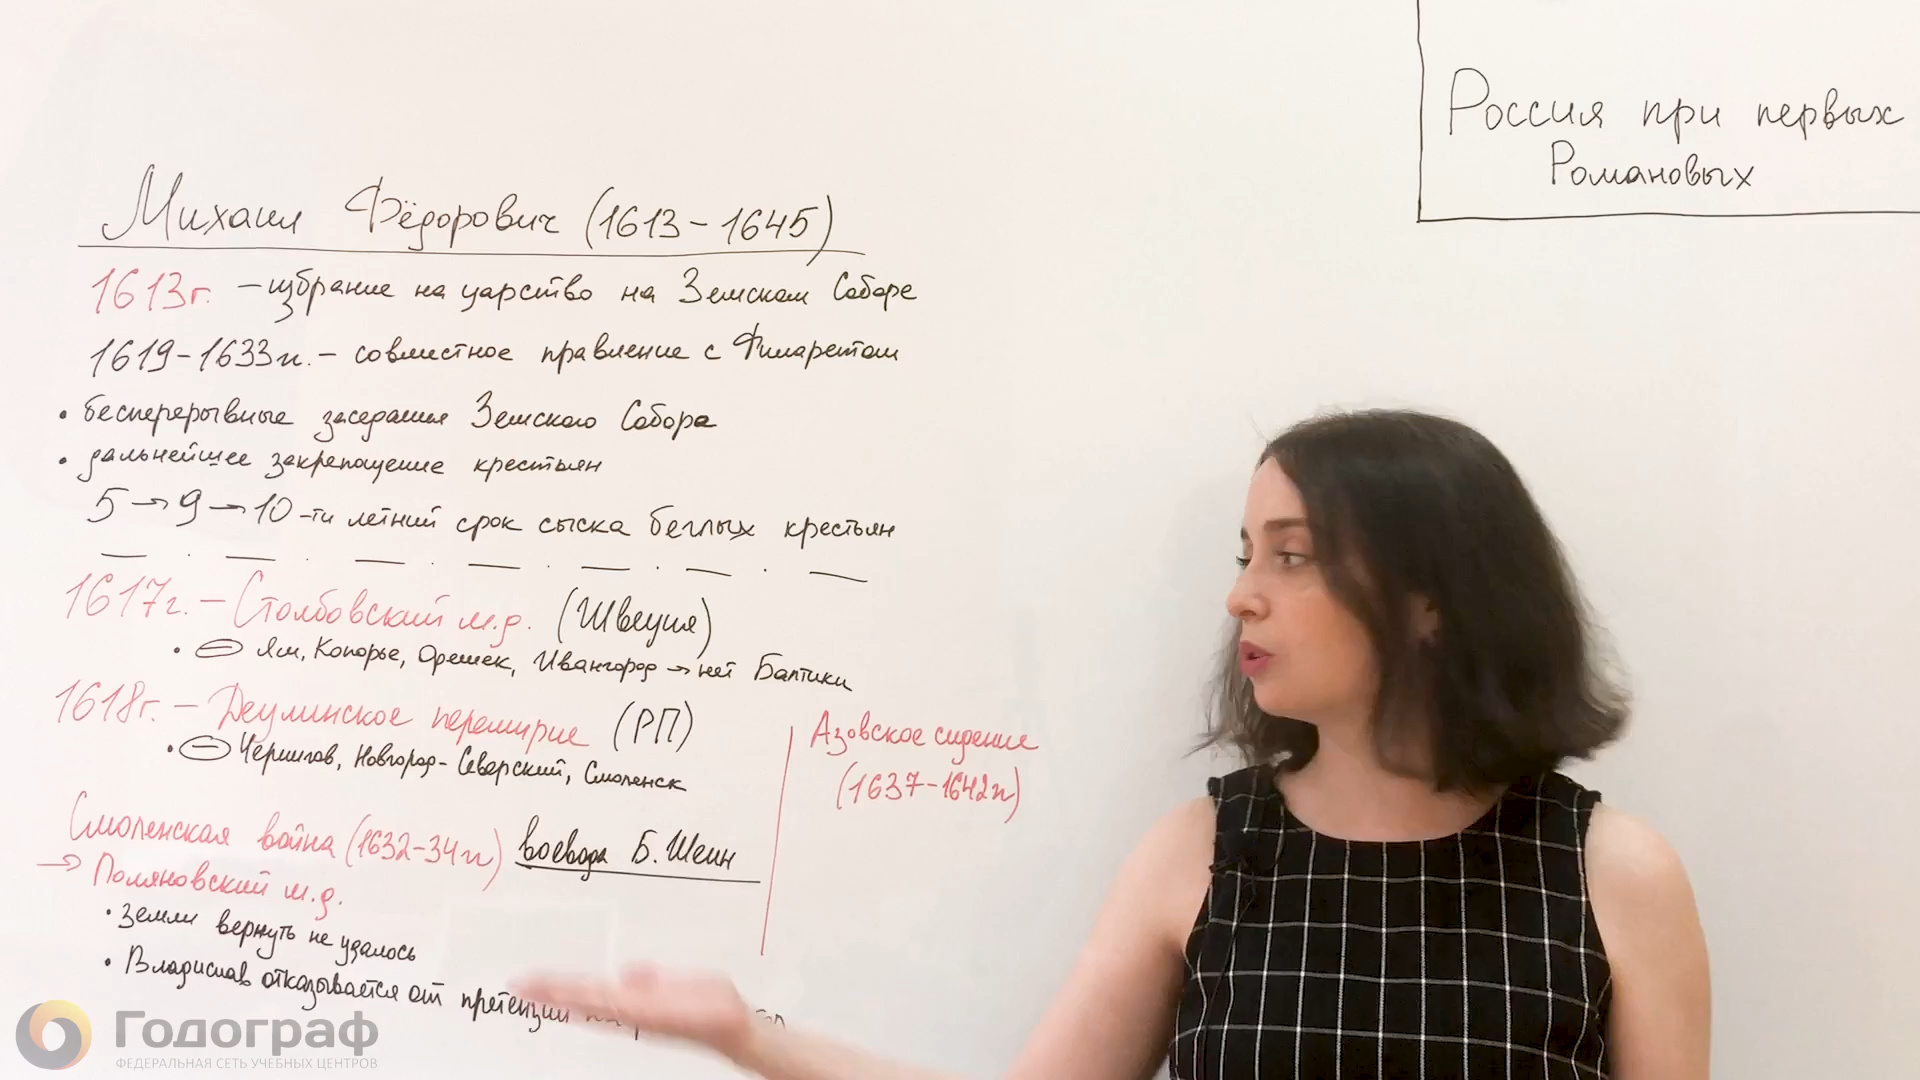 Россия при первых
Романовых
Михаил Фёдорович (1613-1645)
1613г. - избрание на царство на Земском Соборе
1619-1633гг. - совместное правление с Филаретом
• беспрерывные заседания Земского Собора
• дальнейшее закрепощение крестьян
5 → 9 → 10-ти летний срок сыска беглых крестьян
1617г. - Столбовский м.д. (Швеция)
• ⊖ Ям, Копорье, Орешек, Ивангород → нет Балтики
1618г. - Деулинское перемирие (РП)
• ⊖ Чернигов, Новгород-Северский, Смоленск
Смоленская война (1632-34гг) воевода Б. Шеин
→ Поляновский м.д.
• Земли вернуть не удалось
• Владислав отказывается от претензий на
Азовское сидение
(1637-1642гг)
Годограф
ФЕДЕРАЛЬНАЯ СЕТЬ УЧЕБНЫХ ЦЕНТРОВ